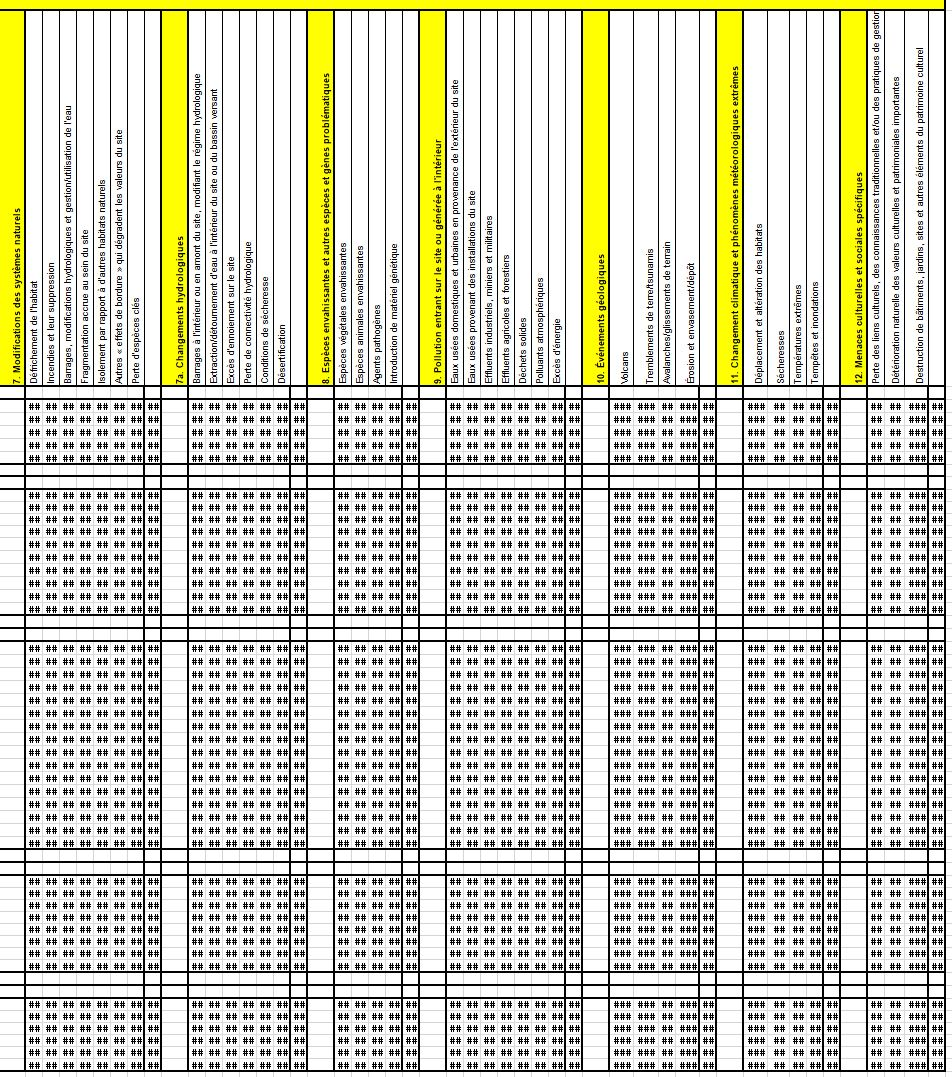 7. Modifications des systèmes naturels
Défrichement de l'habitat
Incendies et leur suppression
Barrages, modifications hydrologiques et gestion/utilisation de l'eau
Fragmentation accrue au sein du site
Isolement par rapport à d'autres habitats naturels
Autres « effets de bordure » qui dégradent les valeurs du site
Perte d'espèces clés
7a. Changements hydrologiques
Barrages à l'intérieur ou en amont du site, modifiant le régime hydrologique
Extraction/détournement d'eau à l'intérieur du site ou du bassin versant
Excès d'ennoiement sur le site
Perte de connectivité hydrologique
Conditions de sécheresse
Désertification
8. Espèces envahissantes et autres espèces et gènes problématiques
Espèces végétales envahissantes
Espèces animales envahissantes
Agents pathogènes
Introduction de matériel génétique
9. Pollution entrant sur le site ou générée à l'intérieur
Eaux usées domestiques et urbaines en provenance de l'extérieur du site
Eaux usées provenant des installations du site
Effluents industriels, miniers et militaires
Effluents agricoles et forestiers
Déchets solides
Polluants atmosphériques
Excès d'énergie
10. Événements géologiques
Volcans
Tremblements de terre/tsunamis
Avalanches/glissements de terrain
Érosion et envasement/dépôt
11. Changement climatique et phénomènes météorologiques extrêmes
Déplacement et altération des habitats
Sécheresses
Températures extrêmes
Tempêtes et inondations
12. Menaces culturelles et sociales spécifiques
Perte des liens culturels, des connaissances traditionnelles et/ou des pratiques de gestion
Détérioration naturelle des valeurs culturelles et patrimoniales importantes
Destruction de bâtiments, jardins, sites et autres éléments du patrimoine culturel